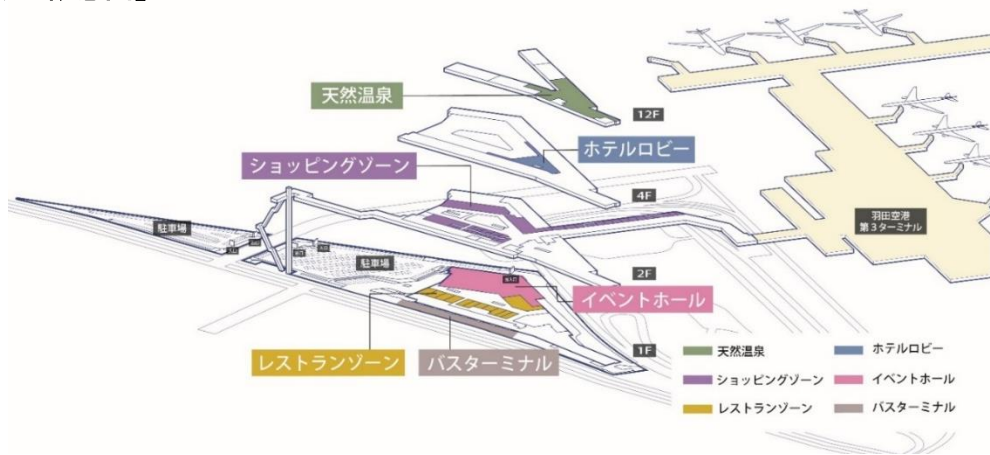 天然温泉
12F
ホテルロビー
ショッピングゾーン
4F
羽田空港
第3ターミナル
駐車場
駐車場
2F
イベントホール
レストランゾーン
バスターミナル
1F
天然温泉
ホテルロビー
ショッピングゾーン
イベントホール
レストランゾーン
バスターミナル